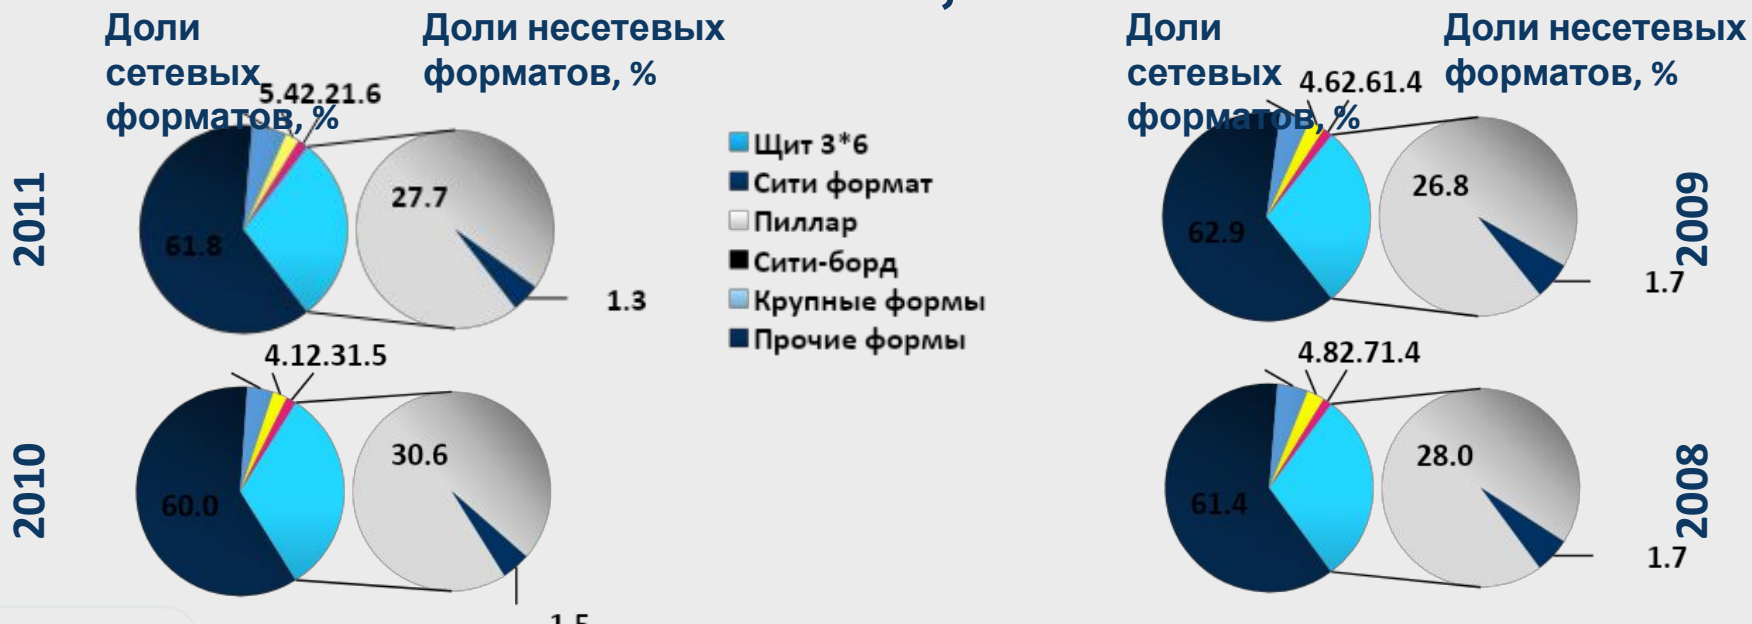 Доли
сетевых
форматов, %
Доли несетевых
форматов, %
5.42.21.6
2011
61.8
27.7
1.3
4.12.31.5
2010
60.0
30.6
1.5
Щит 3*6
Сити формат
Пиллар
Сити-борд
Крупные формы
Прочие формы
Доли
сетевых
форматов, %
Доли несетевых
форматов, %
4.62.61.4
62.9
26.8
1.7
2009
4.82.71.4
61.4
28.0
1.7
2008